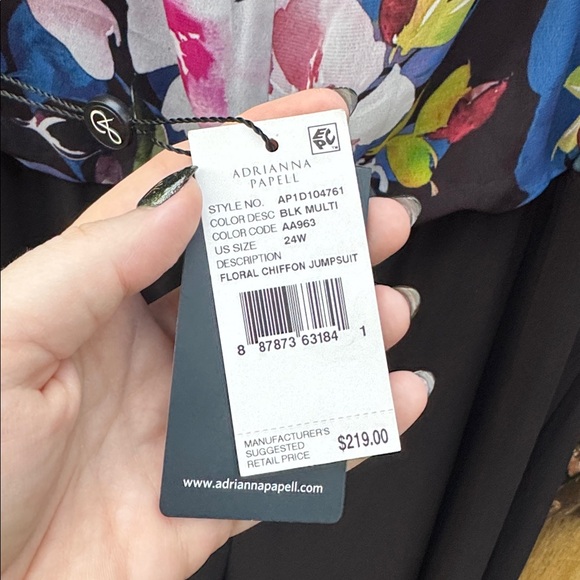 EPC
ADRIANNA
PAPELL
STYLE NO. AP1D104761
COLOR DESC BLK MULTI
COLOR CODE AA963
US SIZE 24W
DESCRIPTION
FLORAL CHIFFON JUMPSUIT
8 87873 63184 1
MANUFACTURER'S
SUGGESTED
RETAIL PRICE
$219.00
www.adriannapapell.com